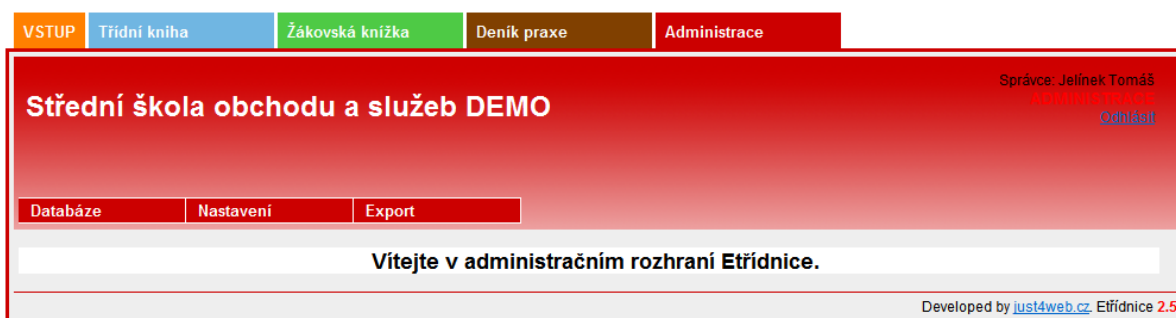 VSTUP Třídní kniha Žákovská knížka Deník praxe Administrace
Správce: Jelínek Tomáš
ADMINISTRACE
Odhlásit
Střední škola obchodu a služeb DEMO
Databáze Nastavení Export
Vítejte v administračním rozhraní Etřídnice.
Developed by just4web.cz. Etřídnice 2.5